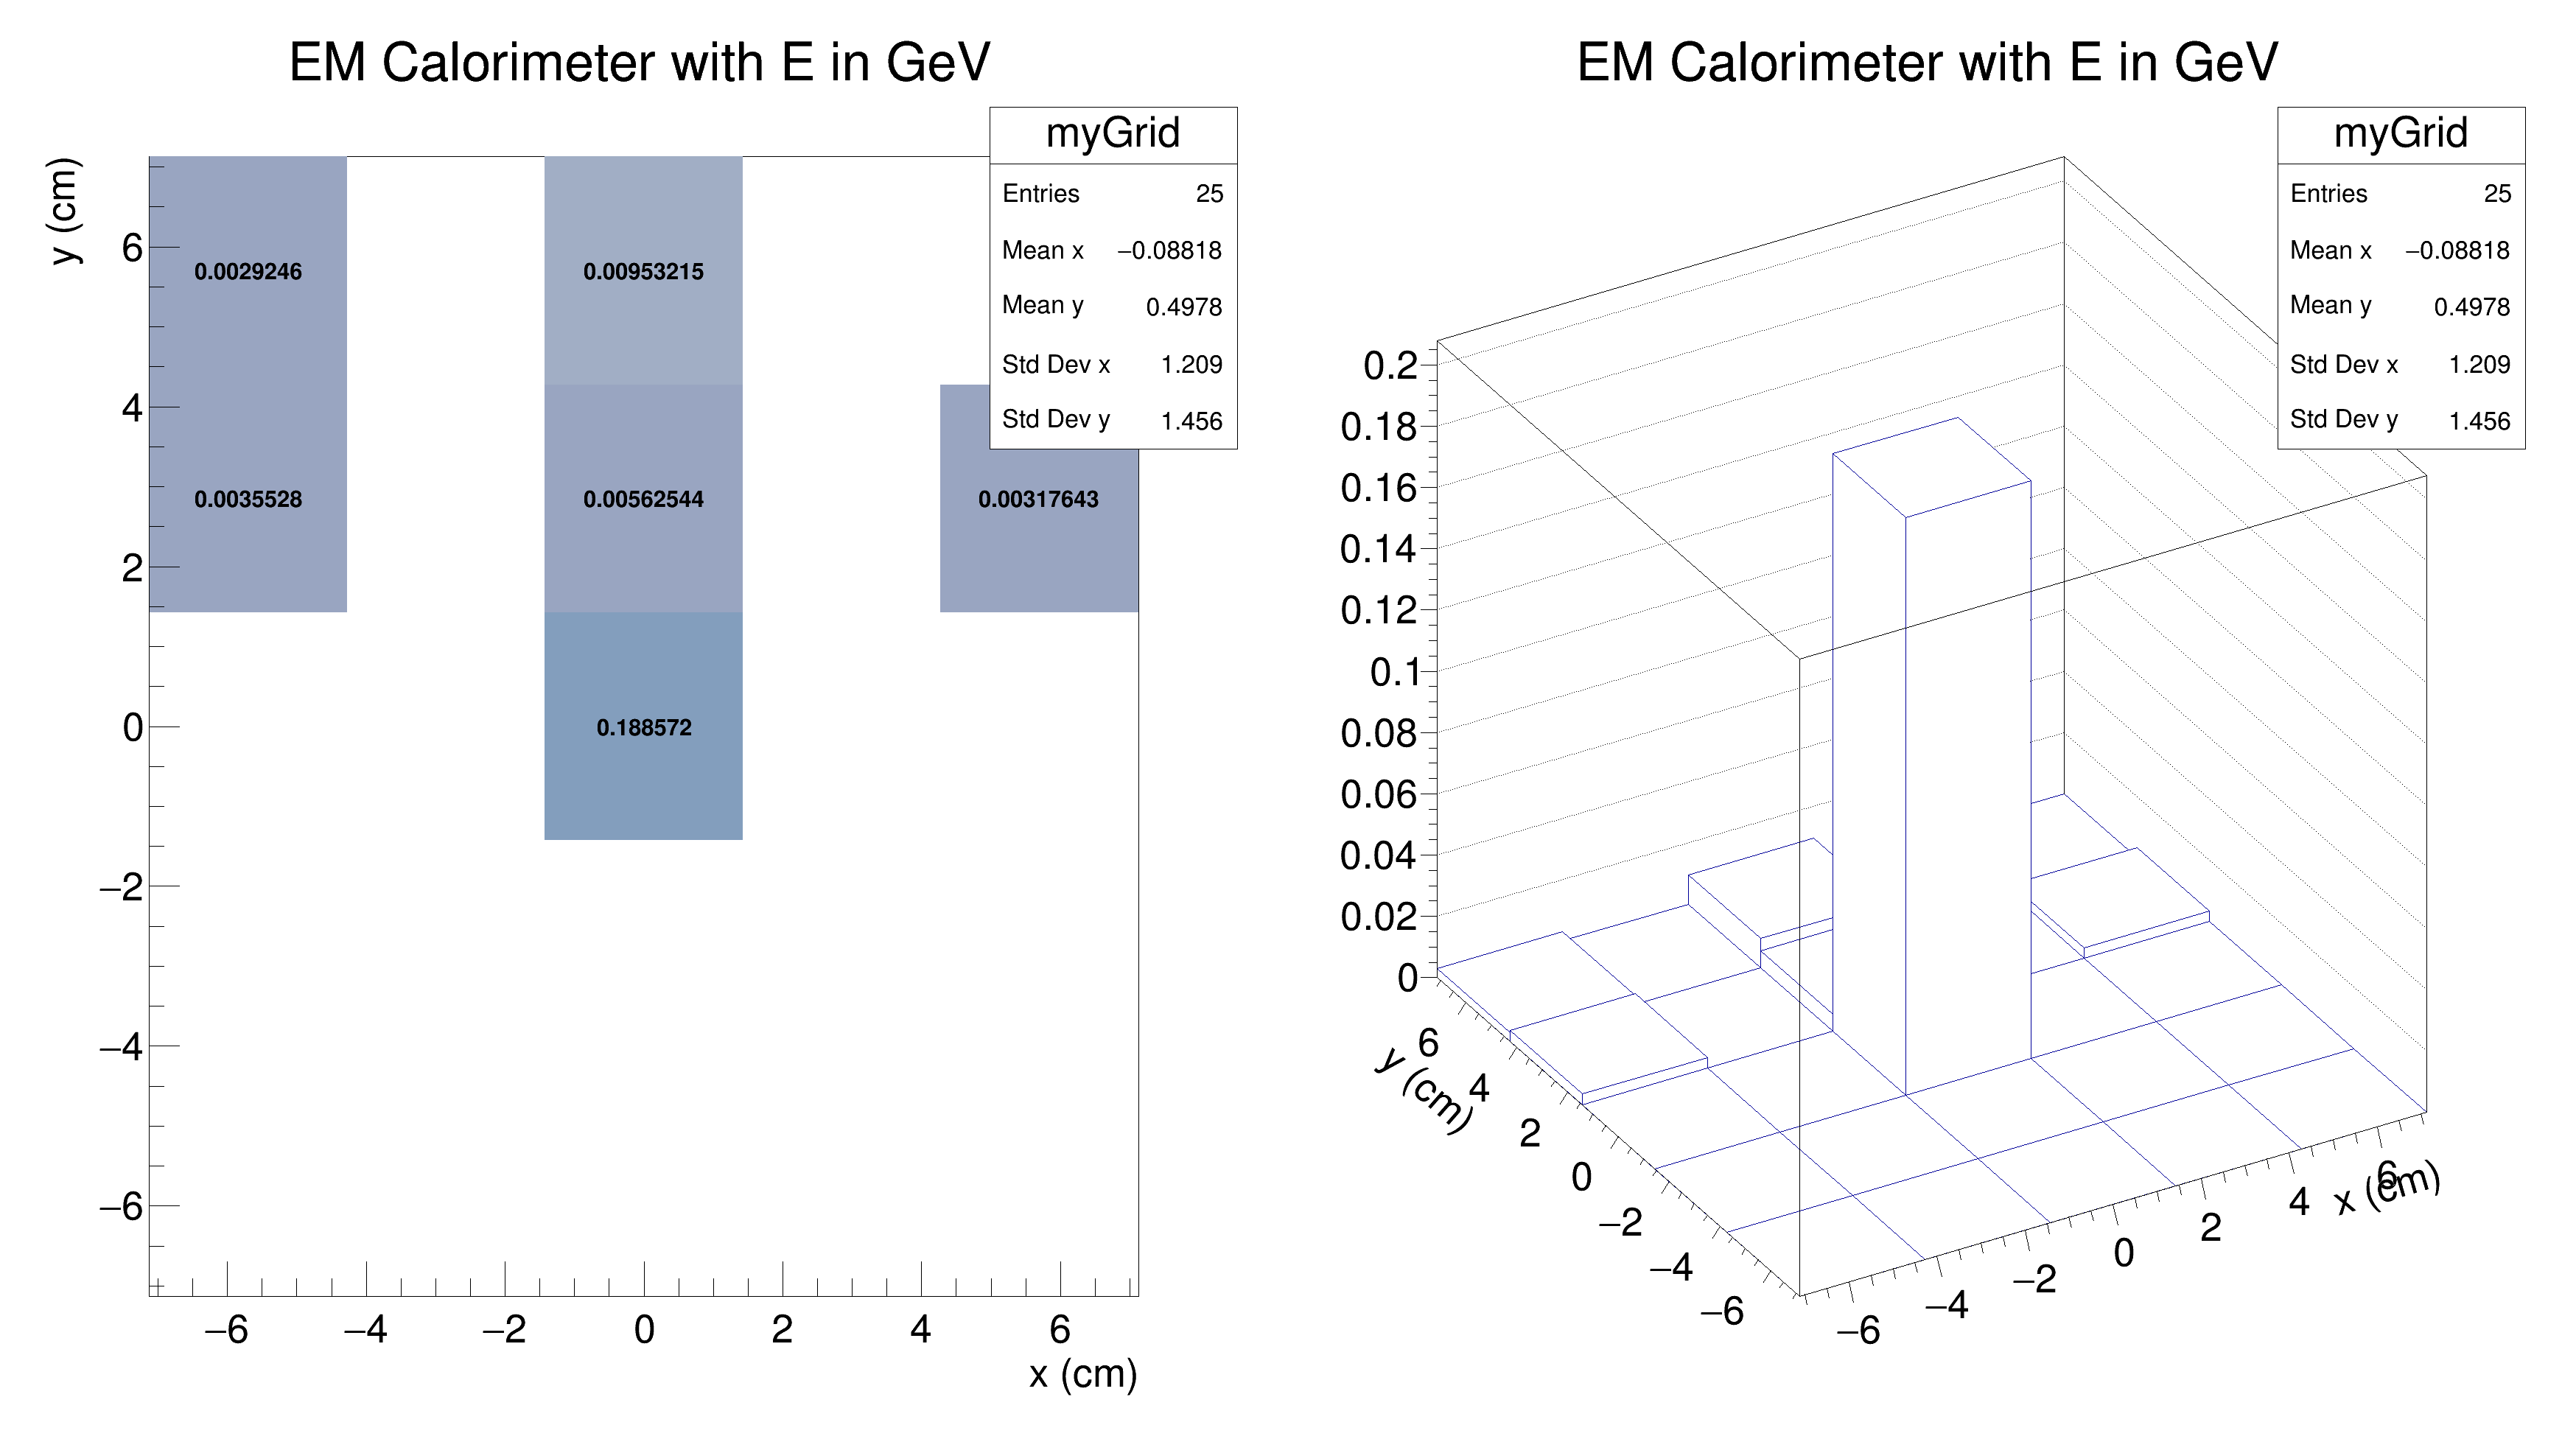 EM Calorimeter with E in GeV
myGrid
Entries 25
Mean x −0.08818
Mean y 0.4978
Std Dev x 1.209
Std Dev y 1.456
y (cm)
6
4
2
0
−2
−4
−6
0.0029246 0.00953215
0.0035528 0.00562544 0.00317643
0.188572
−6 −4 −2 0 2 4 6
x (cm)
EM Calorimeter with E in GeV
myGrid
Entries 25
Mean x −0.08818
Mean y 0.4978
Std Dev x 1.209
Std Dev y 1.456
0.2
0.18
0.16
0.14
0.12
0.1
0.08
0.06
0.04
0.02
0
6
4
2
0
−2
−4
−6
y (cm)
−6 −4 −2 0 2 4 6
x (cm)